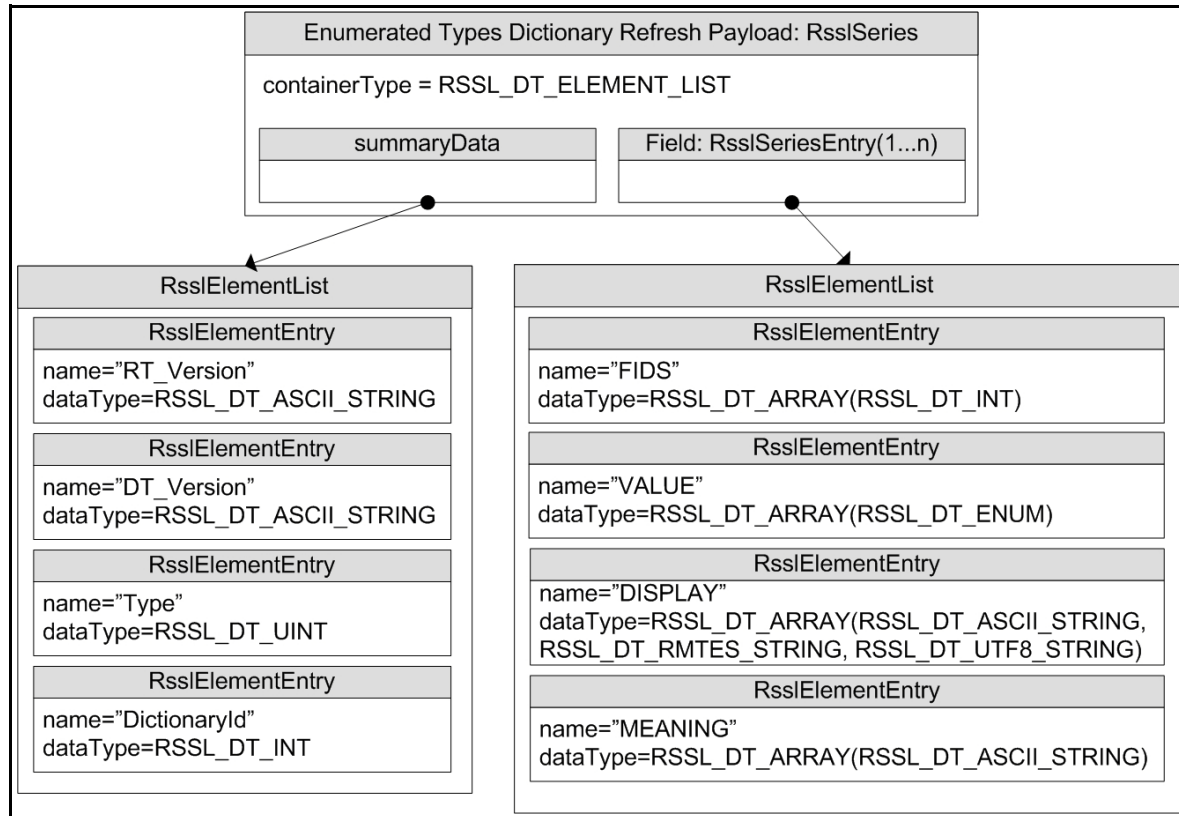 Enumerated Types Dictionary Refresh Payload: RsslSeries
containerType = RSSL_DT_ELEMENT_LIST
summaryData
Field: RsslSeriesEntry(1...n)
RsslElementList
RsslElementEntry
name=”RT_Version”
dataType=RSSL_DT_ASCII_STRING
RsslElementEntry
name=”DT_Version”
dataType=RSSL_DT_ASCII_STRING
RsslElementEntry
name=”Type”
dataType=RSSL_DT_UINT
RsslElementEntry
name=”DictionaryId”
dataType=RSSL_DT_INT
RsslElementList
RsslElementEntry
name=”FIDS”
dataType=RSSL_DT_ARRAY(RSSL_DT_INT)
RsslElementEntry
name=”VALUE”
dataType=RSSL_DT_ARRAY(RSSL_DT_ENUM)
RsslElementEntry
name=”DISPLAY”
dataType=RSSL_DT_ARRAY(RSSL_DT_ASCII_STRING,
RSSL_DT_RMTES_STRING, RSSL_DT_UTF8_STRING)
RsslElementEntry
name=”MEANING”
dataType=RSSL_DT_ARRAY(RSSL_DT_ASCII_STRING)